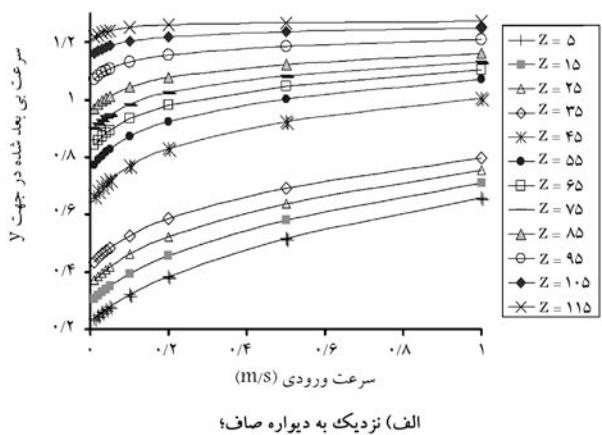 سرعت بی بعد شده در جهت y
۱/۲
۱
۰/۸
۰/۶
۰/۴
۰/۲
۰
۰/۲
۰/۴
۰/۶
۰/۸
۱
سرعت ورودی (m/s)
Z = ۵
Z = ۱۵
Z = ۲۵
Z = ۳۵
Z = ۴۵
Z = ۵۵
Z = ۶۵
Z = ۷۵
Z = ۸۵
Z = ۹۵
Z = ۱۰۵
Z = ۱۱۵
الف) نزدیک به دیواره صاف؛